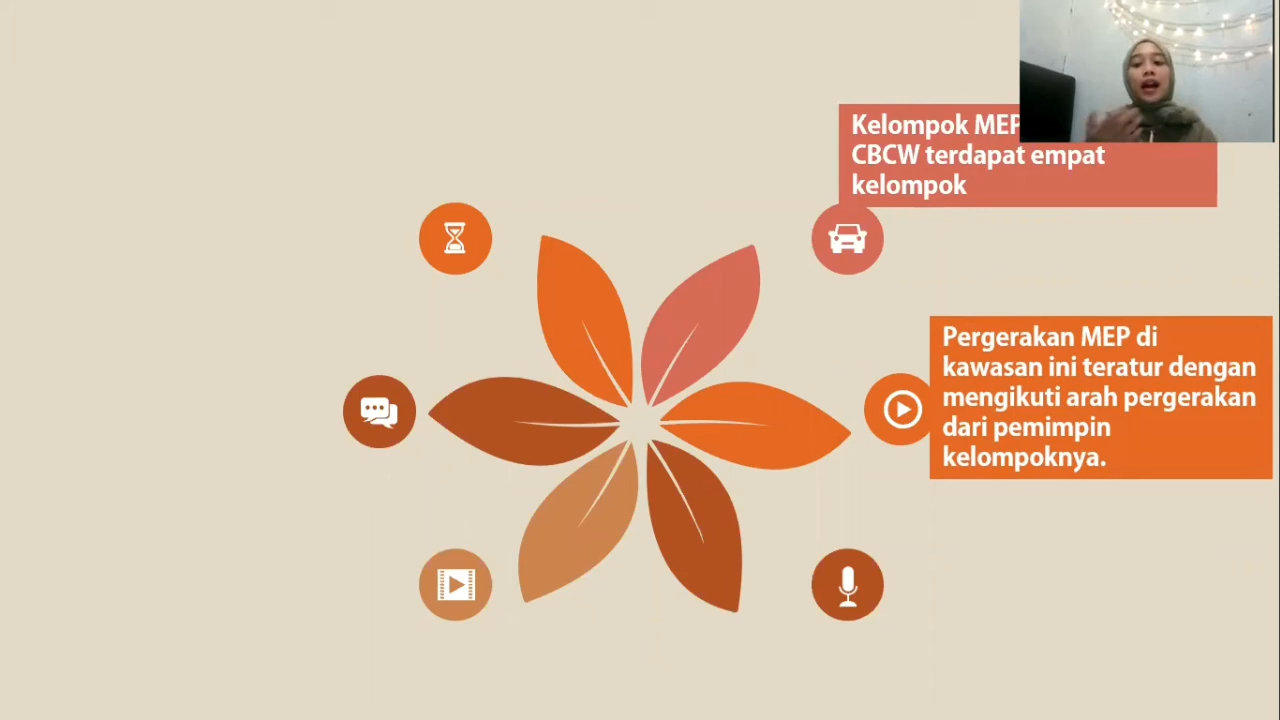 Kelompok MEP
CBCW terdapat empat
kelompok
Pergerakan MEP di
kawasan ini teratur dengan
mengikuti arah pergerakan
dari pemimpin
kelompoknya.